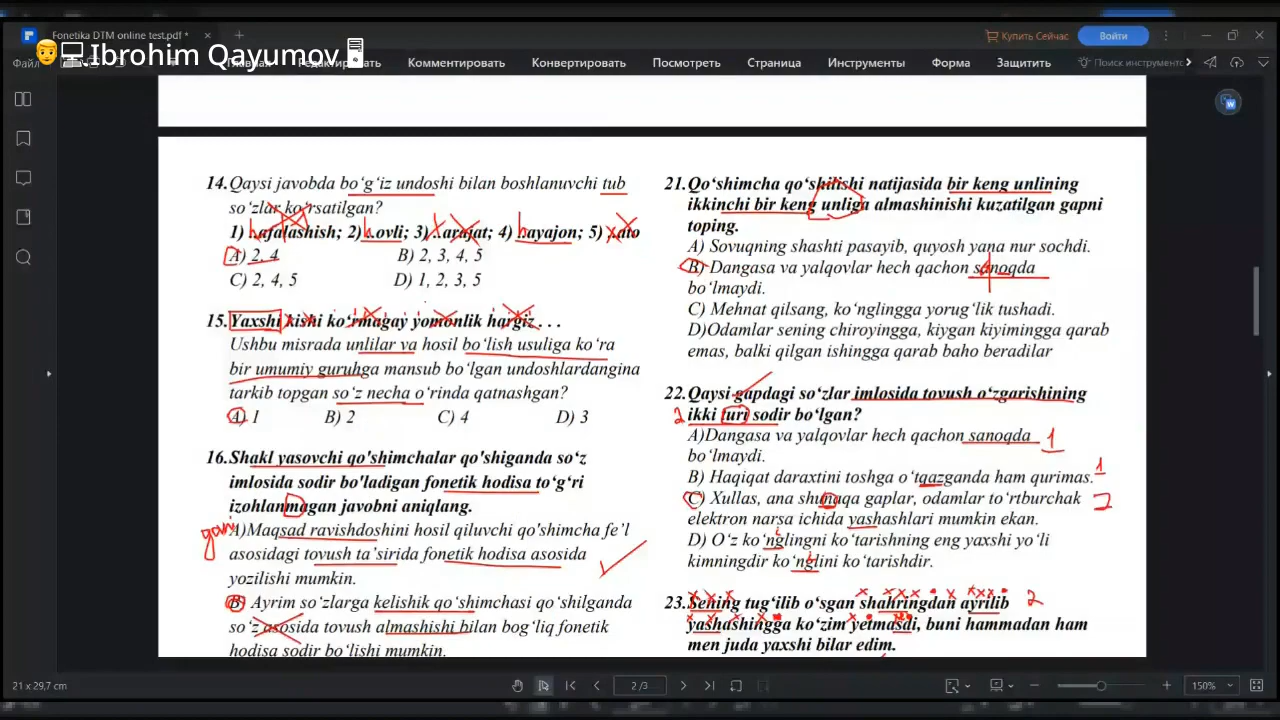 Fonetika DTM online test.pdf *
Купить Сейчас
Войти
👨💻Ibrohim Qayumov🖥
Файл
Главная
Редактировать
Комментировать
Конвертировать
Посмотреть
Страница
Инструменты
Форма
Защитить
Поиск инструментс
14.Qaysi javobda bo‘g‘iz undoshi bilan boshlanuvchi tub
so‘zlar ko‘rsatilgan?
1) ..afalashish; 2) ..ovli; 3) ..arajat; 4) ..ayajon; 5) ..ato
A) 2, 4
B) 2, 3, 4, 5
C) 2, 4, 5
D) 1, 2, 3, 5
15. Yaxshi kishi ko‘rmagay yomonlik hargiz . . .
Ushbu misrada unlilar va hosil bo‘lish usuliga ko‘ra
bir umumiy guruhga mansub bo‘lgan undoshlardangina
tarkib topgan so‘z necha o‘rinda qatnashgan?
A) 1
B) 2
C) 4
D) 3
16. Shakl yasovchi qo'shimchalar qo'shiganda so‘z
imlosida sodir bo'ladigan fonetik hodisa to‘g‘ri
izohlanmagan javobni aniqlang.
gani
A)Maqsad ravishdoshini hosil qiluvchi qo'shimcha fe’l
asosidagi tovush ta’sirida fonetik hodisa asosida
yozilishi mumkin.
B) Ayrim so‘zlarga kelishik qo‘shimchasi qo‘shilganda
so‘z asosida tovush almashishi bilan bog‘liq fonetik
hodisa sodir bo‘lishi mumkin.
21. Qo‘shimcha qo‘shilishi natijasida bir keng unlining
ikkinchi bir keng unliga almashinishi kuzatilgan gapni
toping.
A) Sovuqning shashti pasayib, quyosh yana nur sochdi.
B) Dangasa va yalqovlar hech qachon sanoqda
bo‘lmaydi.
C) Mehnat qilsang, ko‘nglingga yorug‘lik tushadi.
D)Odamlar sening chiroyingga, kiygan kiyimingga qarab
emas, balki qilgan ishingga qarab baho beradilar
22. Qaysi gapdagi so‘zlar imlosida tovush o‘zgarishining
2 ikki turi sodir bo‘lgan?
A)Dangasa va yalqovlar hech qachon sanoqda 1
bo‘lmaydi.
B) Haqiqat daraxtini toshga o‘tqazganda ham qurimas. 1
C) Xullas, ana shunaqa gaplar, odamlar to‘rtburchak 2
elektron narsa ichida yashashlari mumkin ekan.
D) O‘z ko‘nglingni ko‘tarishning eng yaxshi yo‘li
kimningdir ko‘nglini ko‘tarishdir.
23. Sening tug‘ilib o‘sgan shahringdan ayrilib 2
yashashingga ko‘zim yetmasdi, buni hammadan ham
men juda yaxshi bilar edim.
21 x 29,7 cm
2 /3
150%